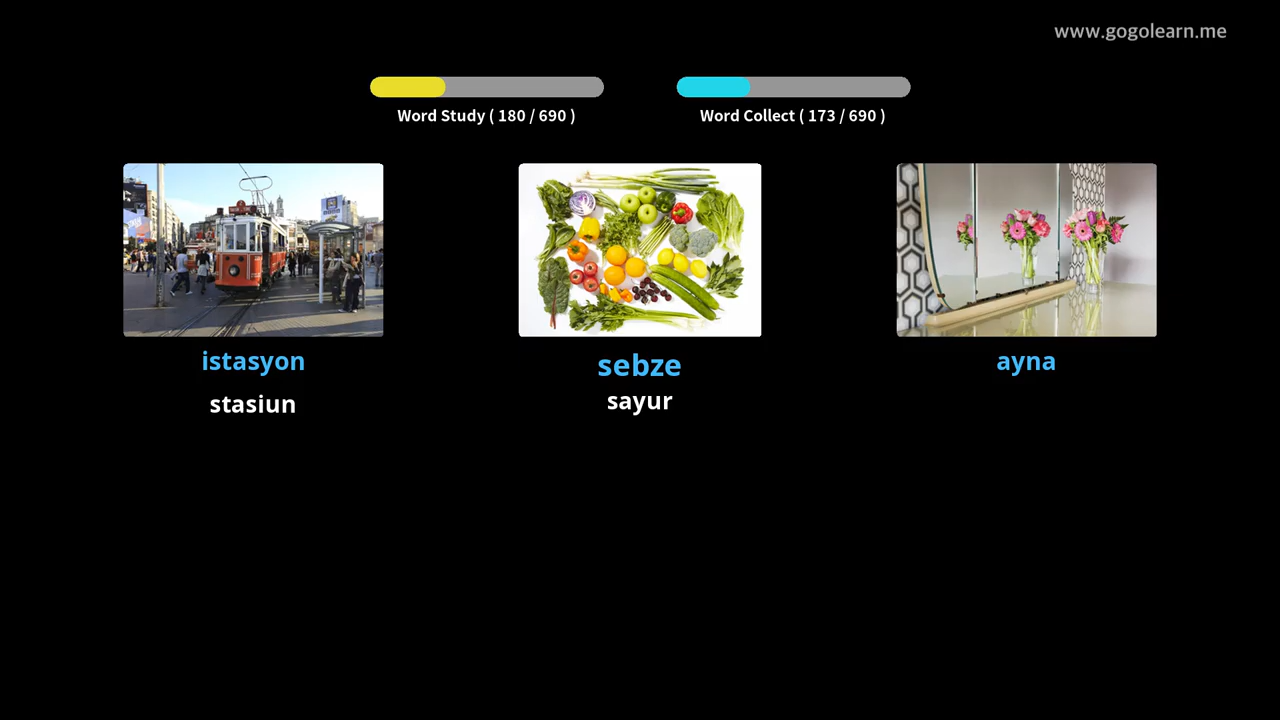 www.gogolearn.me
Word Study ( 180 / 690 )
Word Collect ( 173 / 690 )
istasyon
stasiun
sebze
sayur
ayna